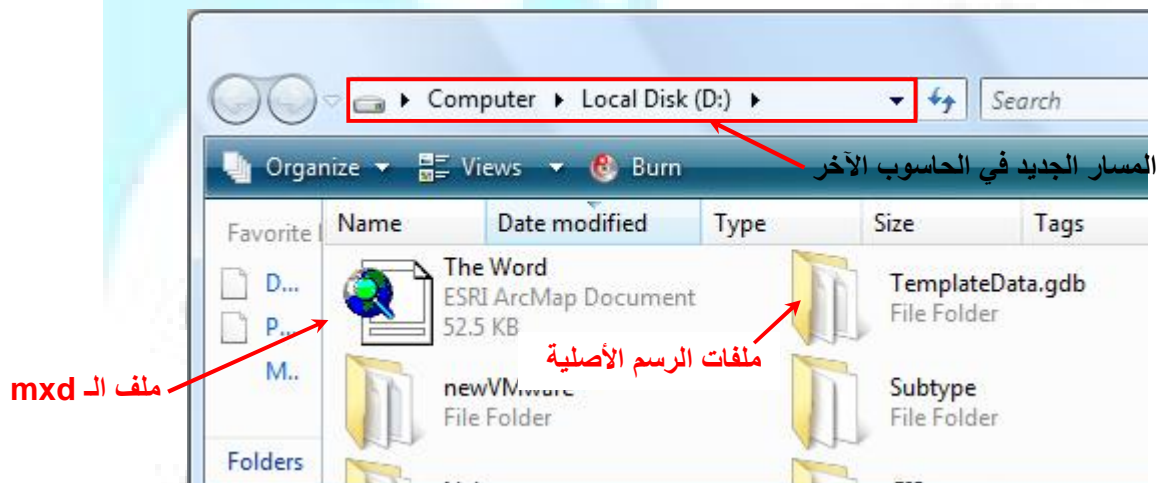 Computer Local Disk (D:)
Search
Organize Views Burn
المسار الجديد في الحاسوب الآخر
Favorite
Name Date modified Type Size Tags
D...
P...
M..
Folders
The Word
ESRI ArcMap Document
52.5 KB
TemplateData.gdb
File Folder
ملفات الرسم الأصلية
ملف الـ mxd
newVMware
File Folder
Subtype
File Folder